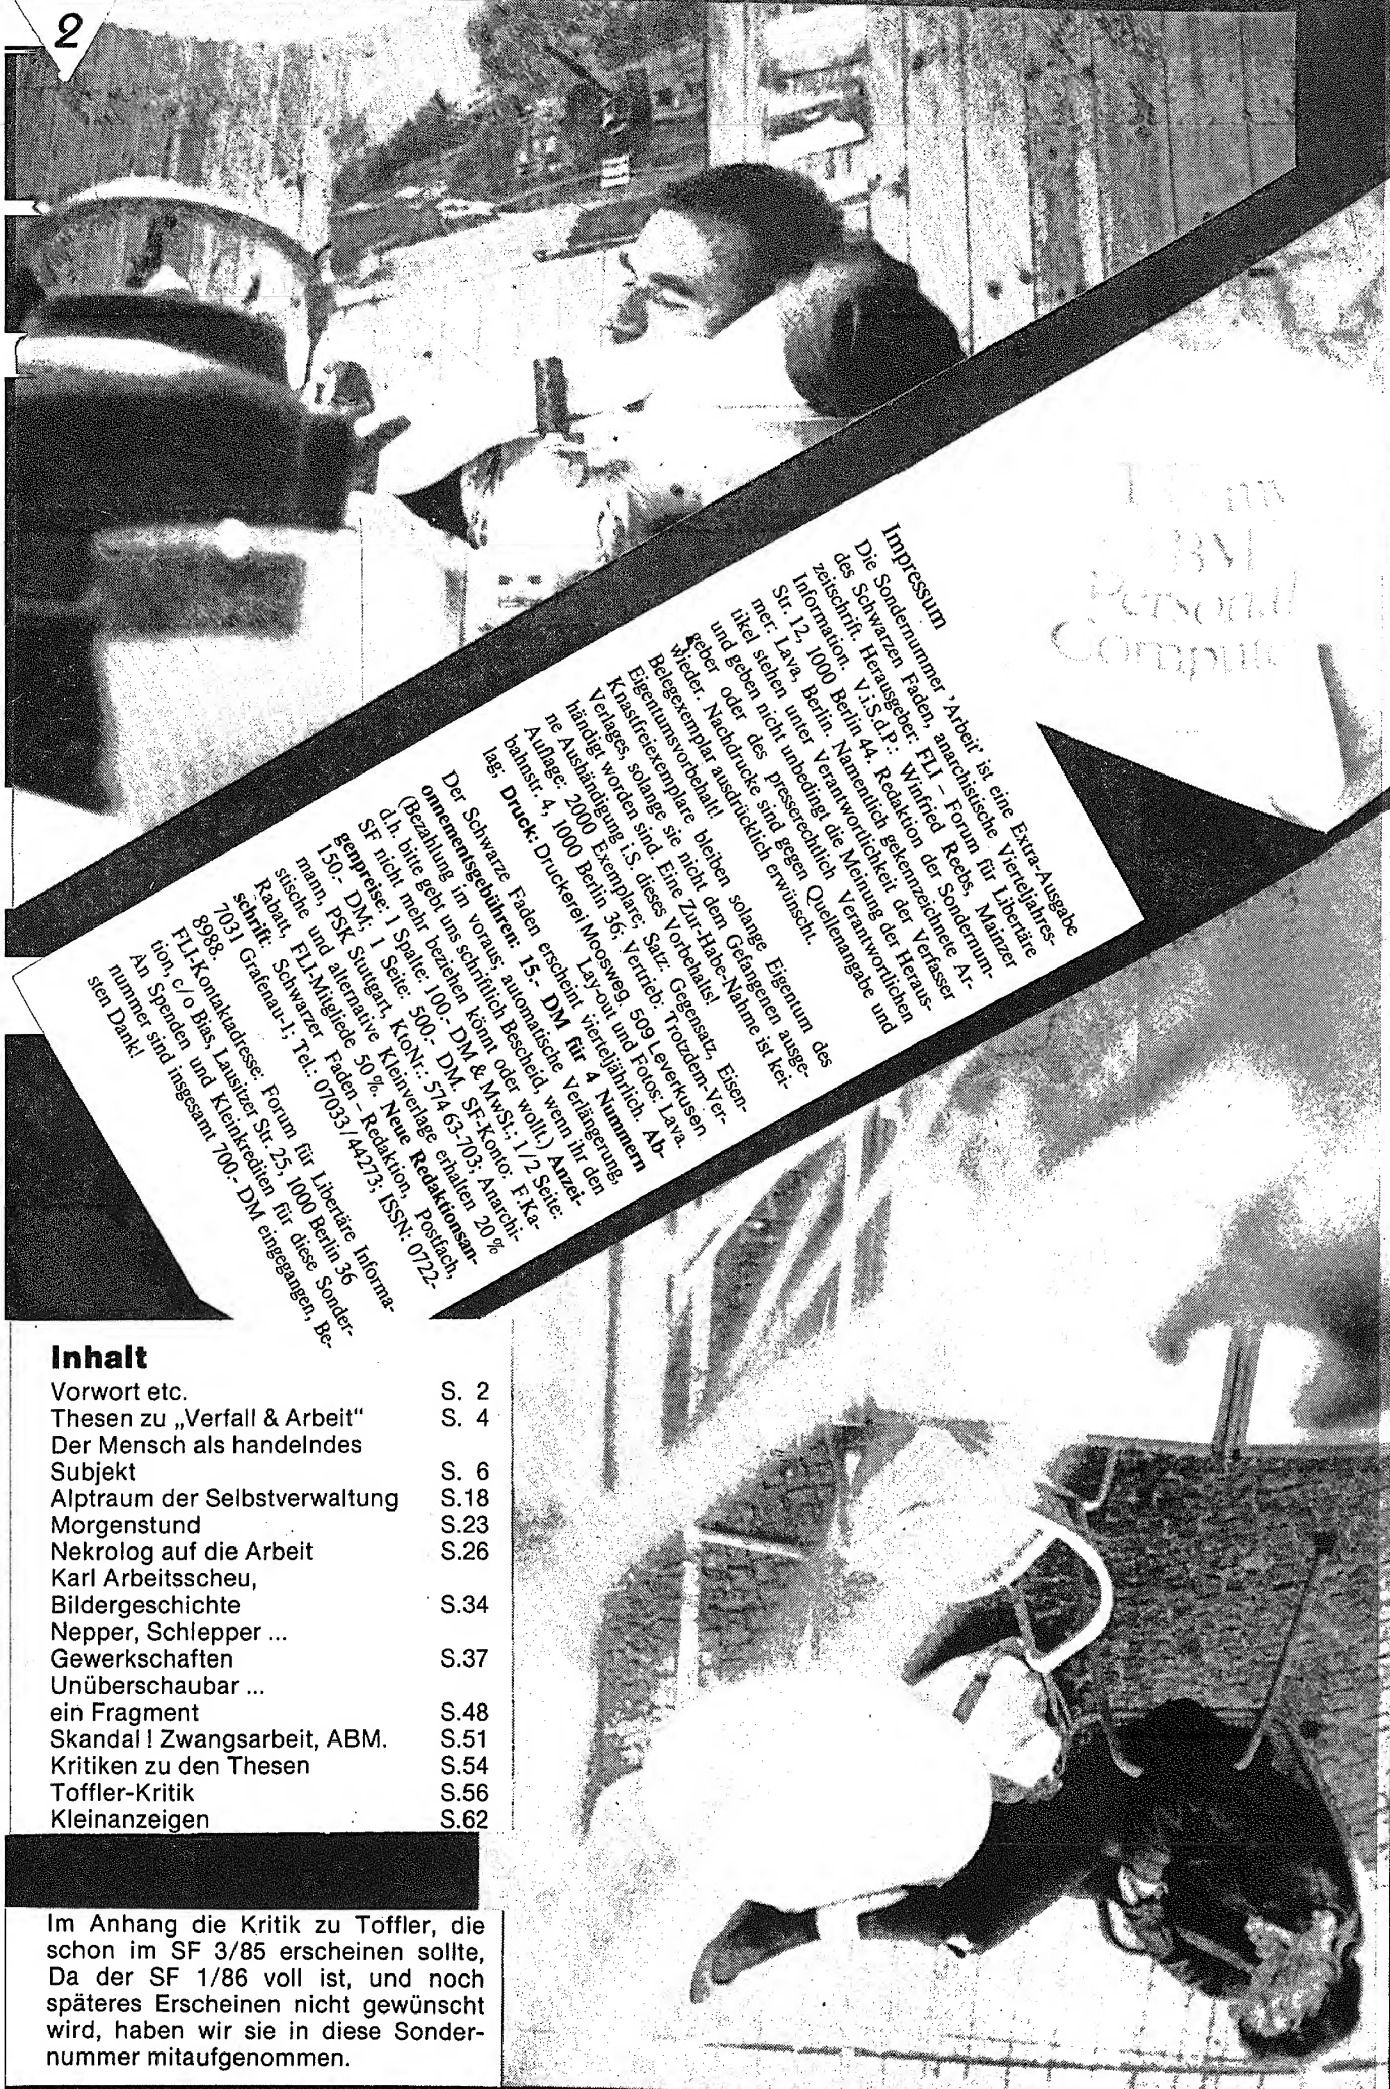 2
IBM
Personal
Compute
Impressum
Die Sondernummer 'Arbeit' ist eine Extra-Ausgabe
des Schwarzen Faden, anarchistische Vierteljahres-
zeitschrift. Herausgeber: FLI – Forum für Libertäre
Information. V.i.S.d.P.: Winfried Reebs, Mainzer
Str. 12, 1000 Berlin 44. Redaktion der Sondernum-
mer: Lava, Berlin. Namentlich gekennzeichnete Ar-
tikel stehen unter Verantwortlichkeit der Verfasser
und geben nicht unbedingt die Meinung der Heraus-
geber oder des presserechtlich Verantwortlichen
wieder. Nachdrucke sind gegen Quellenangabe und
Belegexemplar ausdrücklich erwünscht.
Eigentumsvorbehalt!
Knastfreiexemplare bleiben solange Eigentum des
Verlages, solange sie nicht dem Gefangenen ausge-
händigt worden sind. Eine Zur-Habe-Nahme ist kei-
ne Aushändigung i.S. dieses Vorbehalts!
Auflage: 2000 Exemplare; Satz: Gegensatz, Eisen-
bahnstr. 4, 1000 Berlin 36; Vertrieb: Trotzdem-Ver-
lag; Druck: Druckerei Moosweg. 509 Leverkusen
Lay-out und Fotos: Lava.
Der Schwarze Faden erscheint vierteljährlich. Ab-
onnementsgebühren: 15.- DM für 4 Nummern
(Bezahlung im voraus; automatische Verlängerung,
d.h. bitte gebt uns schriftlich Bescheid, wenn ihr den
SF nicht mehr beziehen könnt oder wollt.) Anzei-
genpreise: 1 Spalte: 100.- DM & MwSt.; 1/2 Seite:
150.- DM; 1 Seite: 500.- DM. SF-Konto: F.Ka-
mann, PSK Stuttgart, KtoNr.: 574 63-703; Anarchi-
stische und alternative Kleinverlage erhalten 20%
Rabatt, FLI-Mitgliede 50%. Neue Redaktionsan-
schrift: Schwarzer Faden – Redaktion, Postfach,
7031 Grafenau-1; Tel.: 07033/44273; ISSN: 0722-
8988.
FLI-Kontaktadresse: Forum für Libertäre Informa-
tion, c/o Bias, Lausitzer Str. 25, 1000 Berlin 36
An Spenden und Kleinkredien für diese Sonder-
nummer sind insgesamt 700.- DM eingegangen, Be-
sten Dank!
Inhalt
Vorwort etc. S. 2
Thesen zu „Verfall & Arbeit“ S. 4
Der Mensch als handelndes
Subjekt S. 6
Alptraum der Selbstverwaltung S.18
Morgenstund S.23
Nekrolog auf die Arbeit S.26
Karl Arbeitsscheu,
Bildergeschichte S.34
Nepper, Schlepper ...
Gewerkschaften S.37
Unüberschaubar ...
ein Fragment S.48
Skandal ! Zwangsarbeit, ABM. S.51
Kritiken zu den Thesen S.54
Toffler-Kritik S.56
Kleinanzeigen S.62
Im Anhang die Kritik zu Toffler, die
schon im SF 3/85 erscheinen sollte,
Da der SF 1/86 voll ist, und noch
späteres Erscheinen nicht gewünscht
wird, haben wir sie in diese Sonder-
nummer mitaufgenommen.